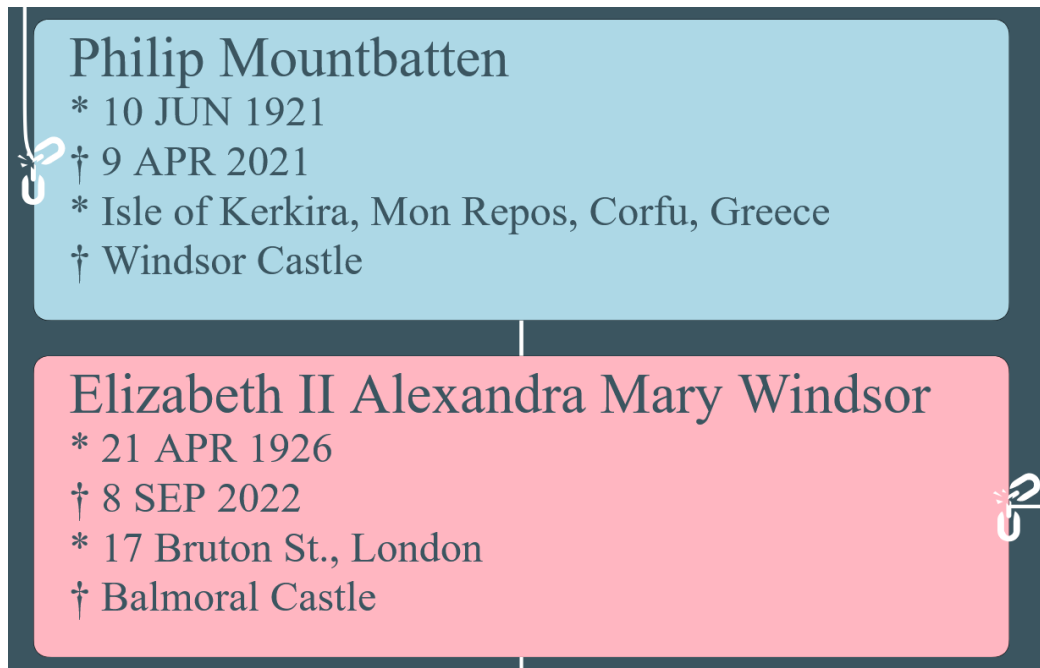 Philip Mountbatten
* 10 JUN 1921
† 9 APR 2021
* Isle of Kerkira, Mon Repos, Corfu, Greece
† Windsor Castle
Elizabeth II Alexandra Mary Windsor
* 21 APR 1926
† 8 SEP 2022
* 17 Bruton St., London
† Balmoral Castle